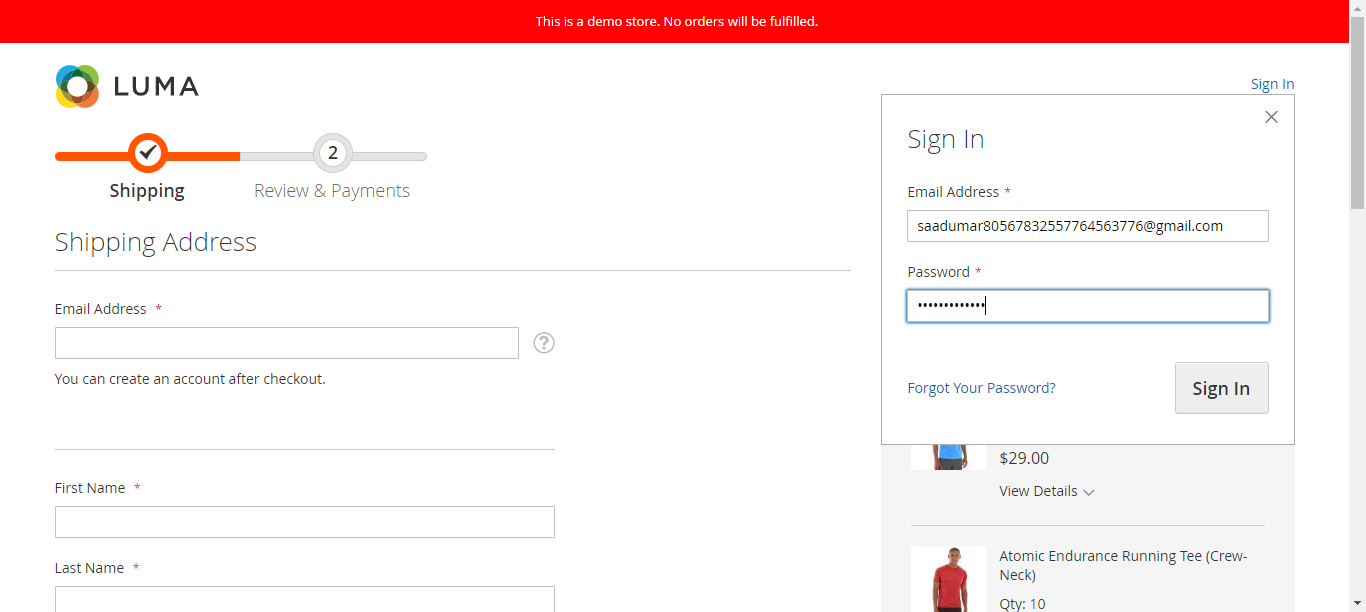 This is a demo store. No orders will be fulfilled.
LUMA
Sign In
2
Shipping
Review & Payments
Shipping Address
Email Address *
You can create an account after checkout.
First Name *
Last Name *
Sign In
Email Address *
saadumar80567832557764563776@gmail.com
Password *
•••••••••••••
Forgot Your Password?
Sign In
$29.00
View Details
Atomic Endurance Running Tee (Crew-
Neck)
Qty: 10